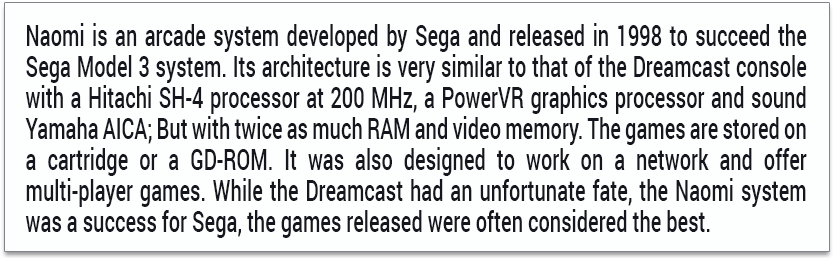 Naomi is an arcade system developed by Sega and released in 1998 to succeed the
Sega Model 3 system. Its architecture is very similar to that of the Dreamcast console
with a Hitachi SH-4 processor at 200 MHz, a PowerVR graphics processor and sound
Yamaha AICA; But with twice as much RAM and video memory. The games are stored on
a cartridge or a GD-ROM. It was also designed to work on a network and offer
multi-player games. While the Dreamcast had an unfortunate fate, the Naomi system
was a success for Sega, the games released were often considered the best.